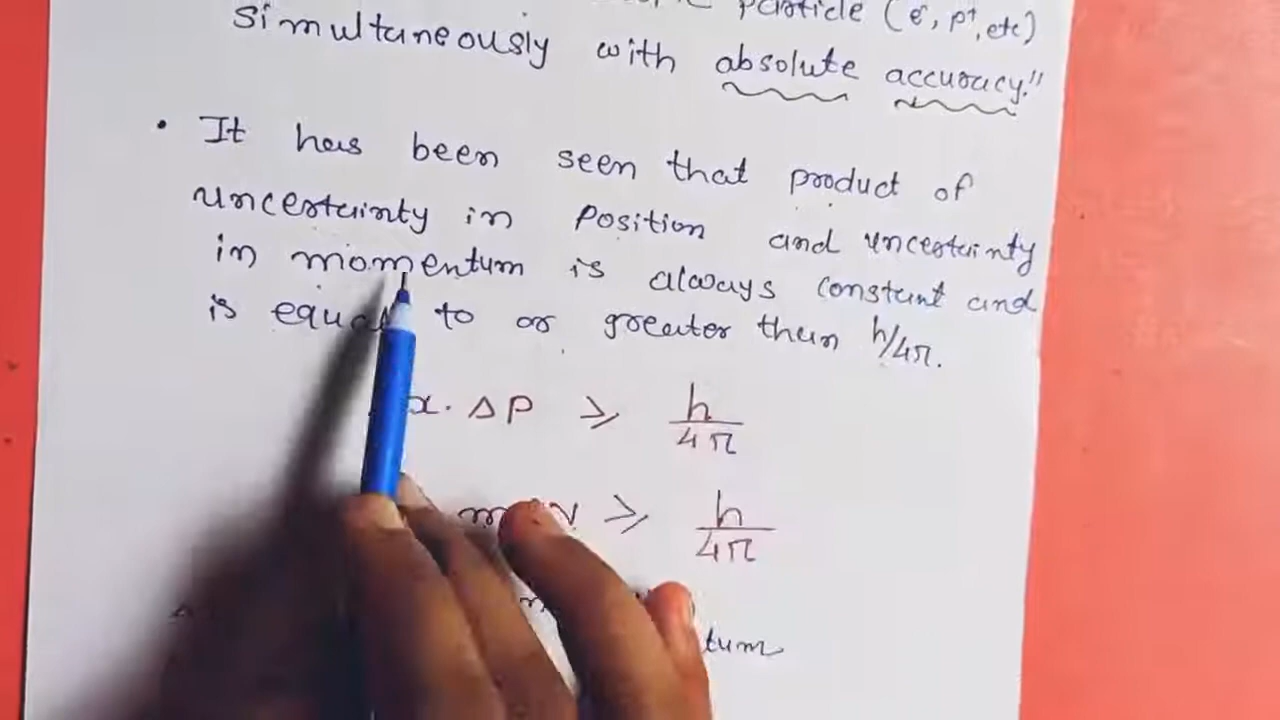 particle (e⁻, p⁺, etc)
simultaneously with absolute accuracy."
• It has been seen that product of
uncertainty in Position and uncertainty
in momentum is always constant and
is equal to or greater than h/4π.
x. ΔP ≥ h/4π
m v ≥ h/4π
tum